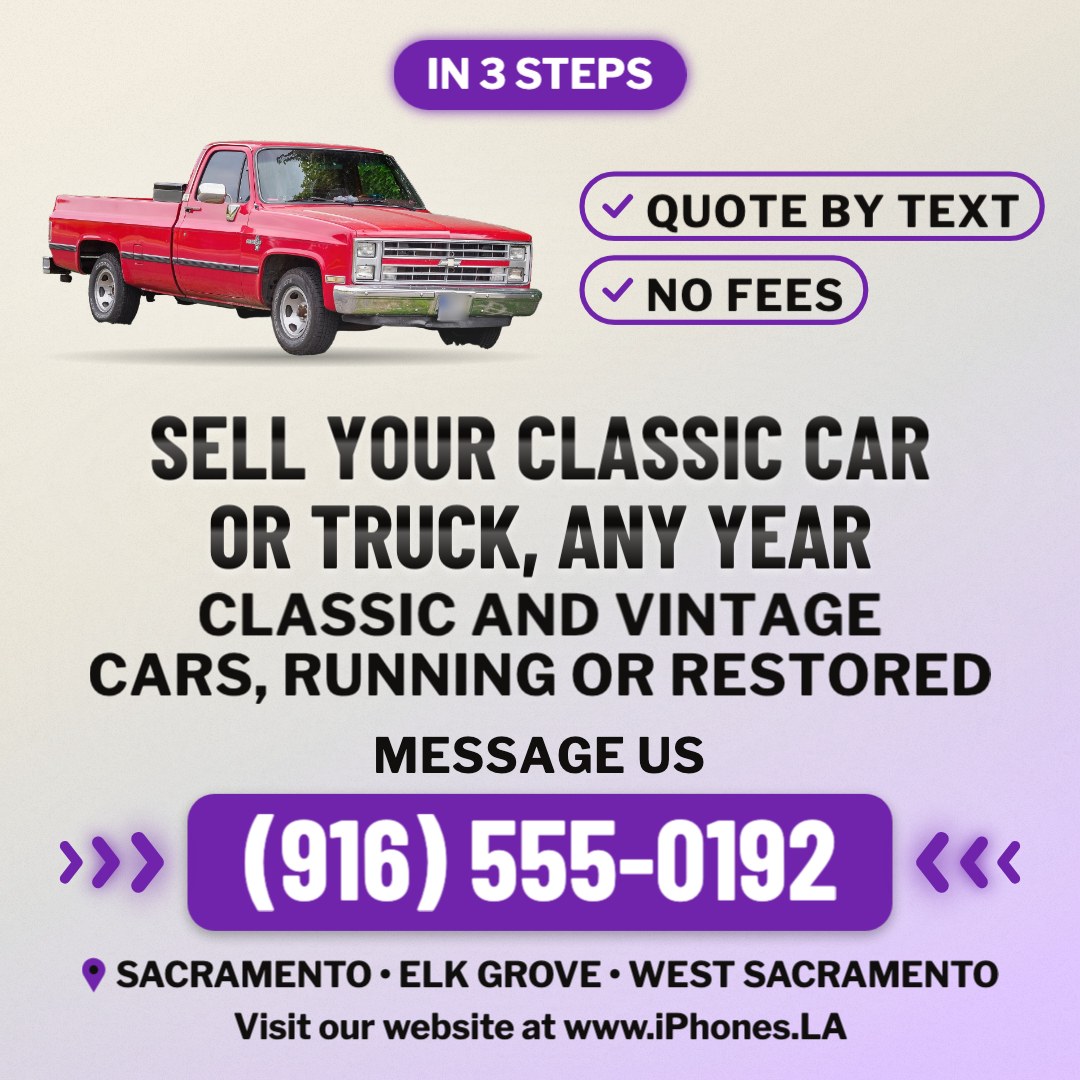 IN 3 STEPS
QUOTE BY TEXT
NO FEES
SELL YOUR CLASSIC CAR
OR TRUCK, ANY YEAR
CLASSIC AND VINTAGE
CARS, RUNNING OR RESTORED
MESSAGE US
(916) 555-0192
SACRAMENTO • ELK GROVE • WEST SACRAMENTO
Visit our website at www.iPhones.LA